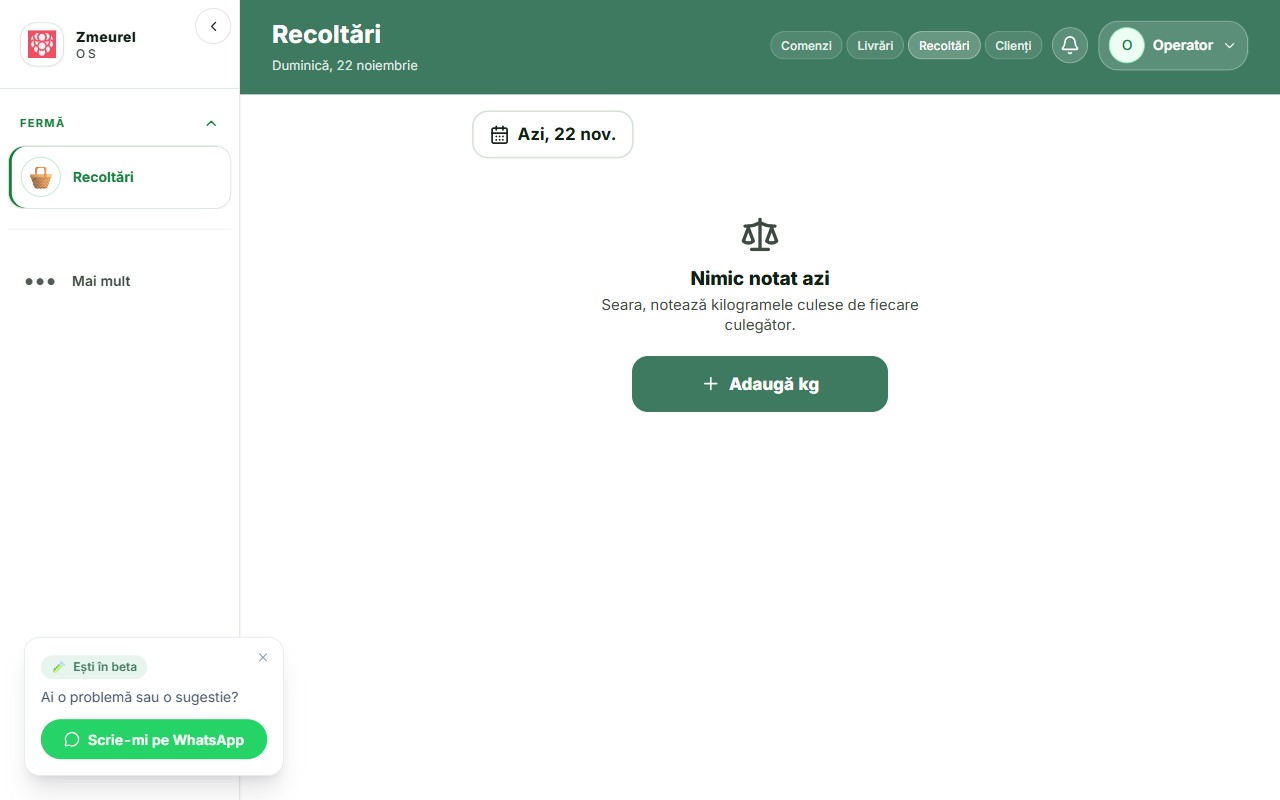 Zmeurel
O S
FERMĂ
Recoltări
Mai mult
Recoltări
Duminică, 22 noiembrie
Comenzi
Livrări
Recoltări
Clienți
O
Operator
Azi, 22 nov.
Nimic notat azi
Seara, notează kilogramele culese de fiecare
culegător.
Adaugă kg
Ești în beta
Ai o problemă sau o sugestie?
Scrie-mi pe WhatsApp